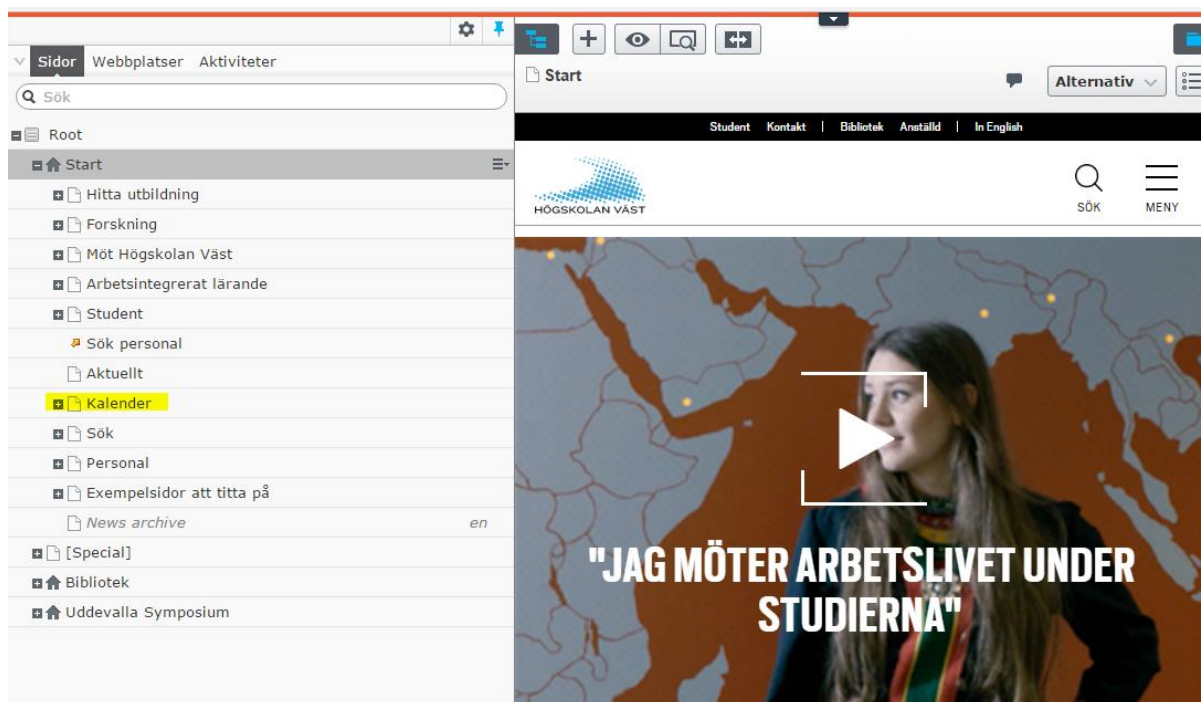 Sidor Webbplatser Aktiviteter
Sök
Root
Start
Hitta utbildning
Forskning
Möt Högskolan Väst
Arbetsintegrerat lärande
Student
Sök personal
Aktuellt
Kalender
Sök
Personal
Exempelsidor att titta på
News archive en
[Special]
Bibliotek
Uddevalla Symposium
Start
Alternativ
Student Kontakt | Bibliotek Anställd | In English
HÖGSKOLAN VÄST
SÖK MENY
"JAG MÖTER ARBETSLIVET UNDER
STUDIERNA"